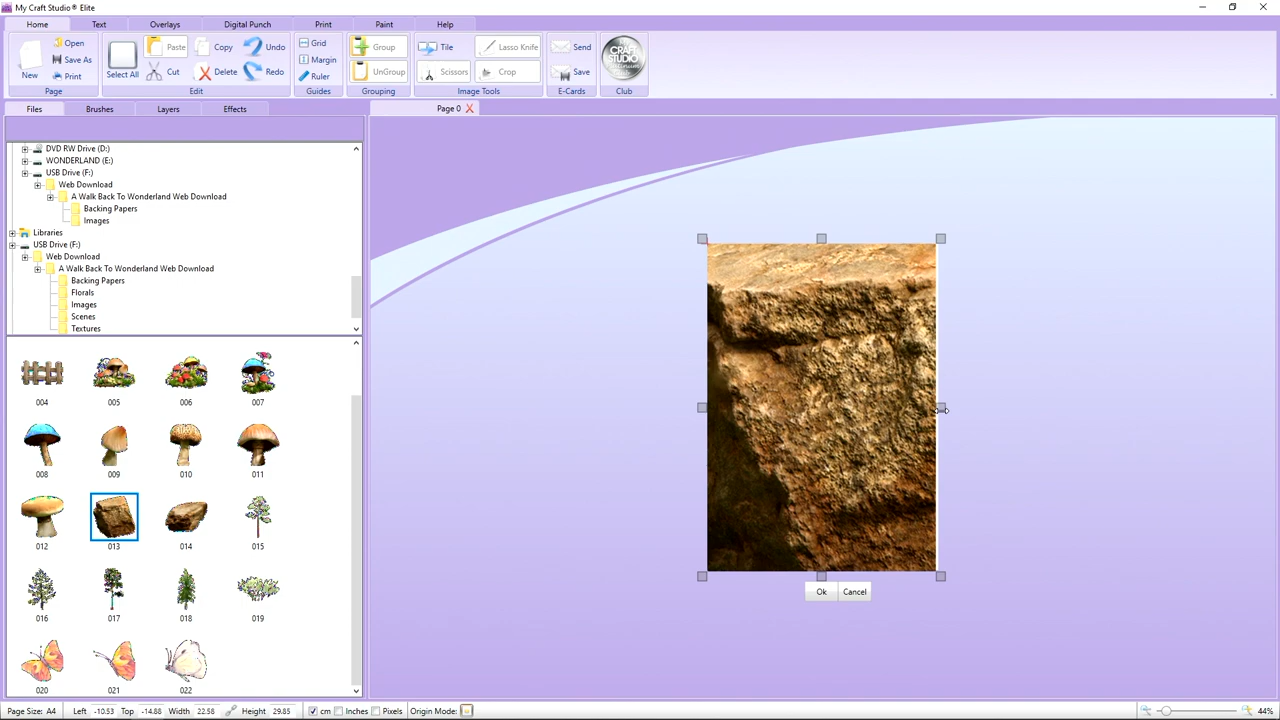 My Craft Studio® Elite
Home Text Overlays Digital Punch Print Paint Help
New Open Save As Print Page
Select All Paste Cut Copy Delete Undo Redo Edit
Grid Margin Ruler Guides
Group UnGroup Grouping
Tile Scissors Lasso Knife Crop Image Tools
Send Save E-Cards
CRAFT STUDIO Club
Files Brushes Layers Effects
Page 0
DVD RW Drive (D:)
WONDERLAND (E:)
USB Drive (F:)
Web Download
A Walk Back To Wonderland Web Download
Backing Papers
Images
Libraries
USB Drive (F:)
Web Download
A Walk Back To Wonderland Web Download
Backing Papers
Florals
Images
Scenes
Textures
004 005 006 007
008 009 010 011
012 013 014 015
016 017 018 019
020 021 022
Ok Cancel
Page Size: A4 Left -10.53 Top -14.88 Width 22.58 Height 29.85 cm Inches Pixels Origin Mode: 44%